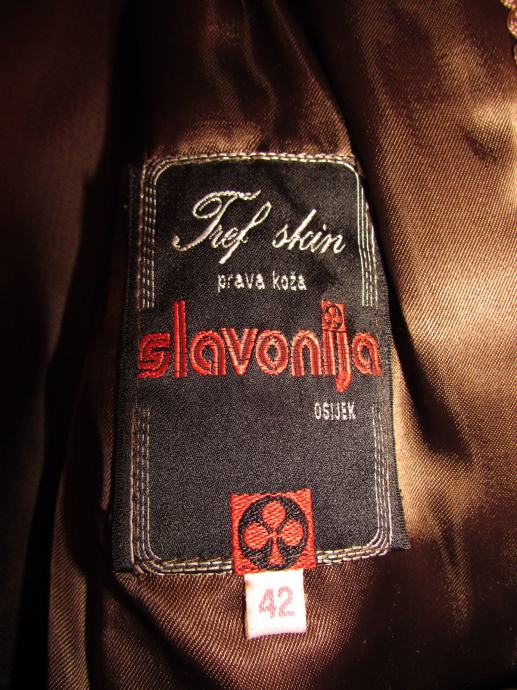 Tref skin
prava koža
slavonija
OSIJEK
42